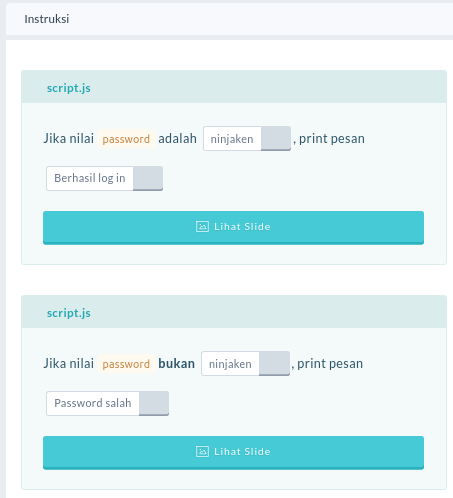 Instruksi
script.js
Jika nilai password adalah ninjaken , print pesan
Berhasil log in
Lihat Slide
script.js
Jika nilai password bukan ninjaken , print pesan
Password salah
Lihat Slide